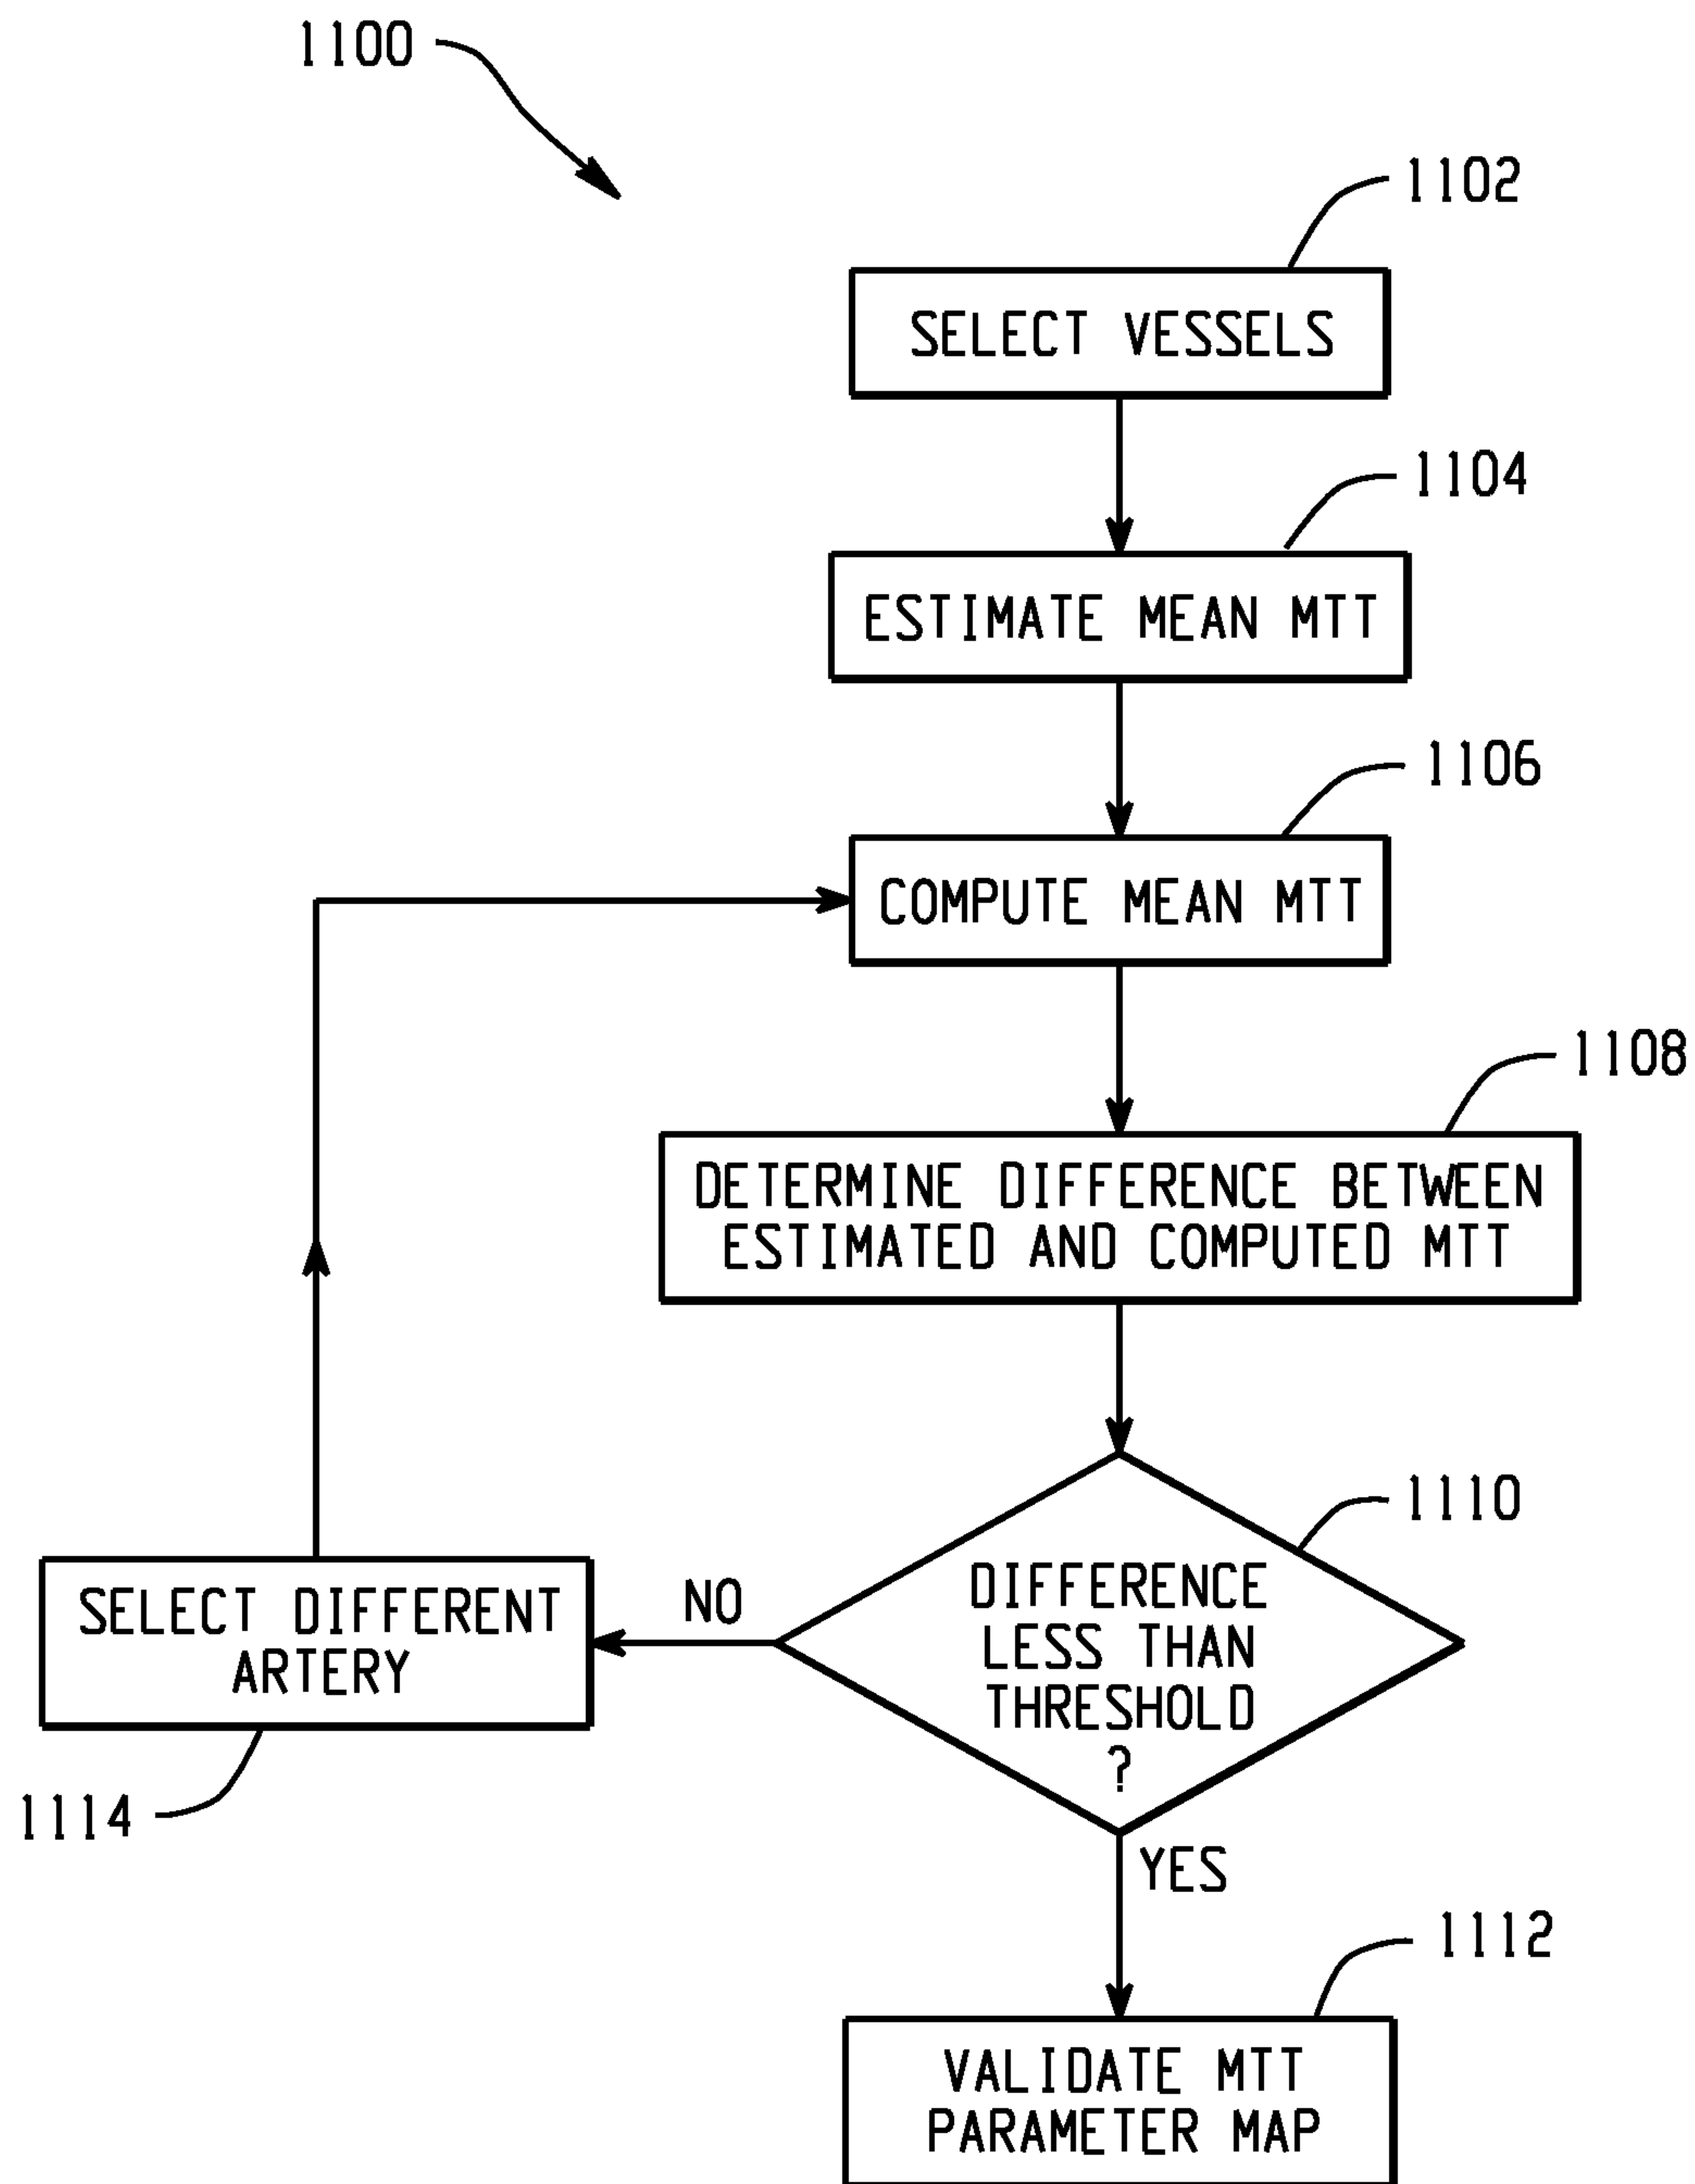 1100
1102
SELECT VESSELS
1104
ESTIMATE MEAN MTT
1106
COMPUTE MEAN MTT
1108
DETERMINE DIFFERENCE BETWEEN
ESTIMATED AND COMPUTED MTT
1110
DIFFERENCE
LESS THAN
THRESHOLD
?
NO
SELECT DIFFERENT
ARTERY
1114
YES
1112
VALIDATE MTT
PARAMETER MAP